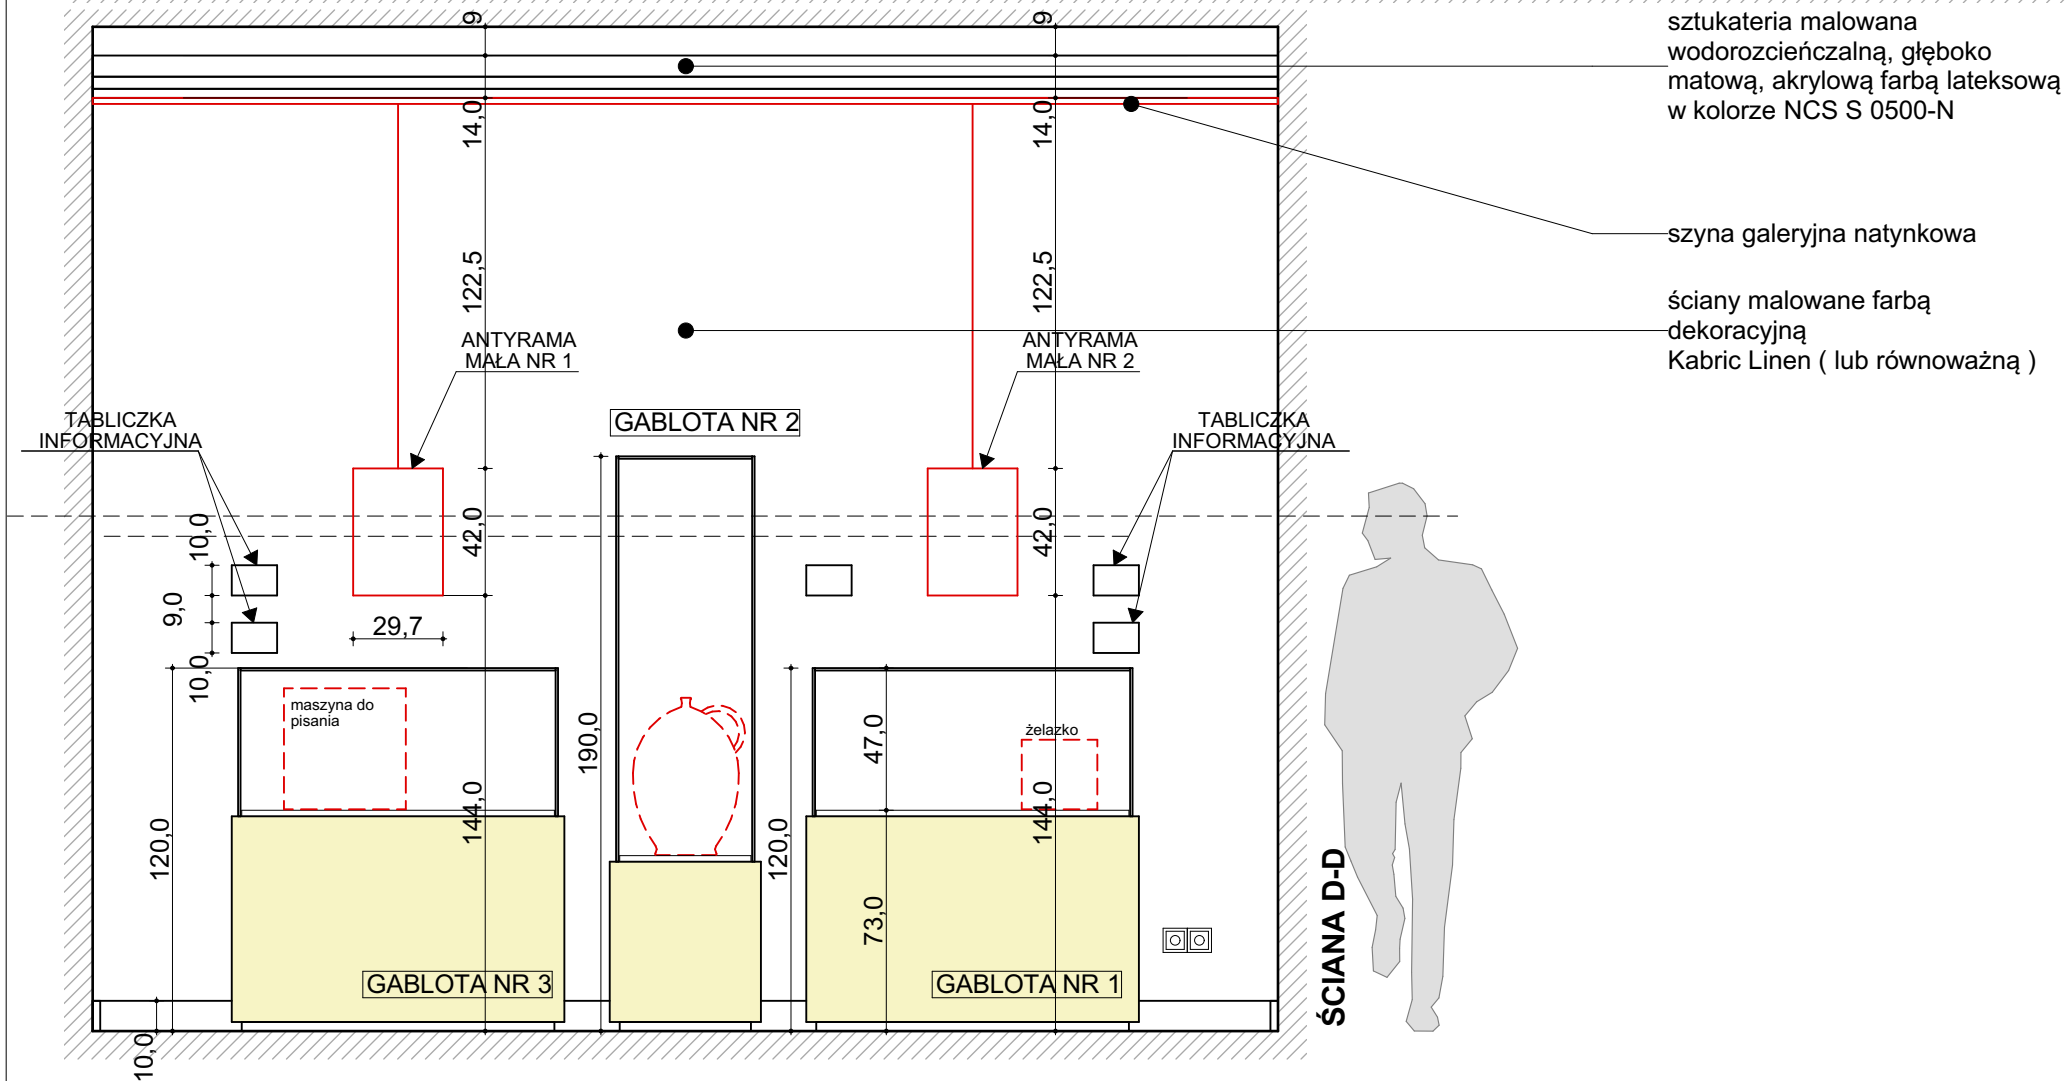 sztukateria malowana
wodorozcieńczalną, głęboko
matową, akrylową farbą lateksową
w kolorze NCS S 0500-N
szyna galeryjna natynkowa
ściany malowane farbą
dekoracyjną
Kabric Linen ( lub równoważną )
9
9
14,0
14,0
122,5
122,5
ANTYRAMA
MAŁA NR 1
ANTYRAMA
MAŁA NR 2
TABLICZKA
INFORMACYJNA
GABLOTA NR 2
TABLICZKA
INFORMACYJNA
10,0
42,0
42,0
9,0
29,7
10,0
maszyna do
pisania
190,0
47,0
żelazko
120,0
144,0
120,0
144,0
73,0
GABLOTA NR 3
GABLOTA NR 1
10,0
ŚCIANA D-D